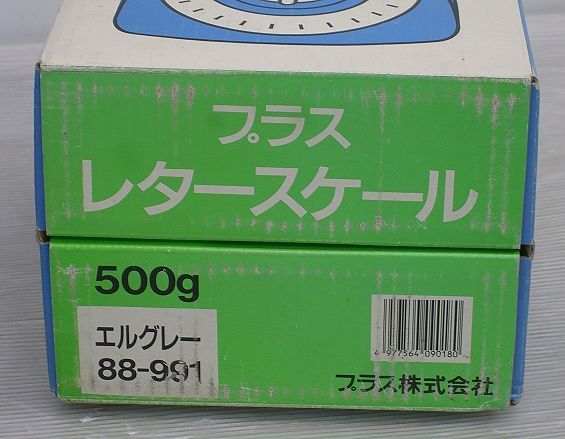 プラス
レタースケール
500g
エルグレー
88-991
4 977564 090180
プラス株式会社